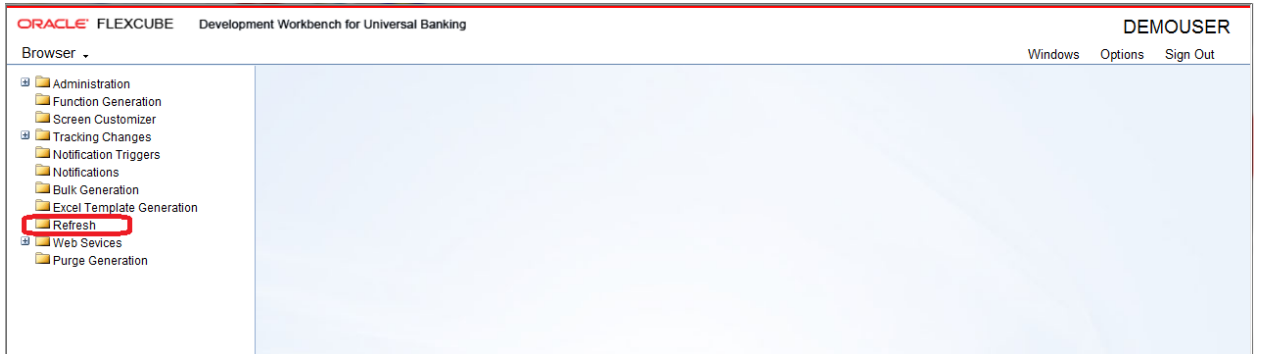 ORACLE FLEXCUBE Development Workbench for Universal Banking DEMOUSER
Browser Windows Options Sign Out
Administration
Function Generation
Screen Customizer
Tracking Changes
Notification Triggers
Notifications
Bulk Generation
Excel Template Generation
Refresh
Web Sevices
Purge Generation